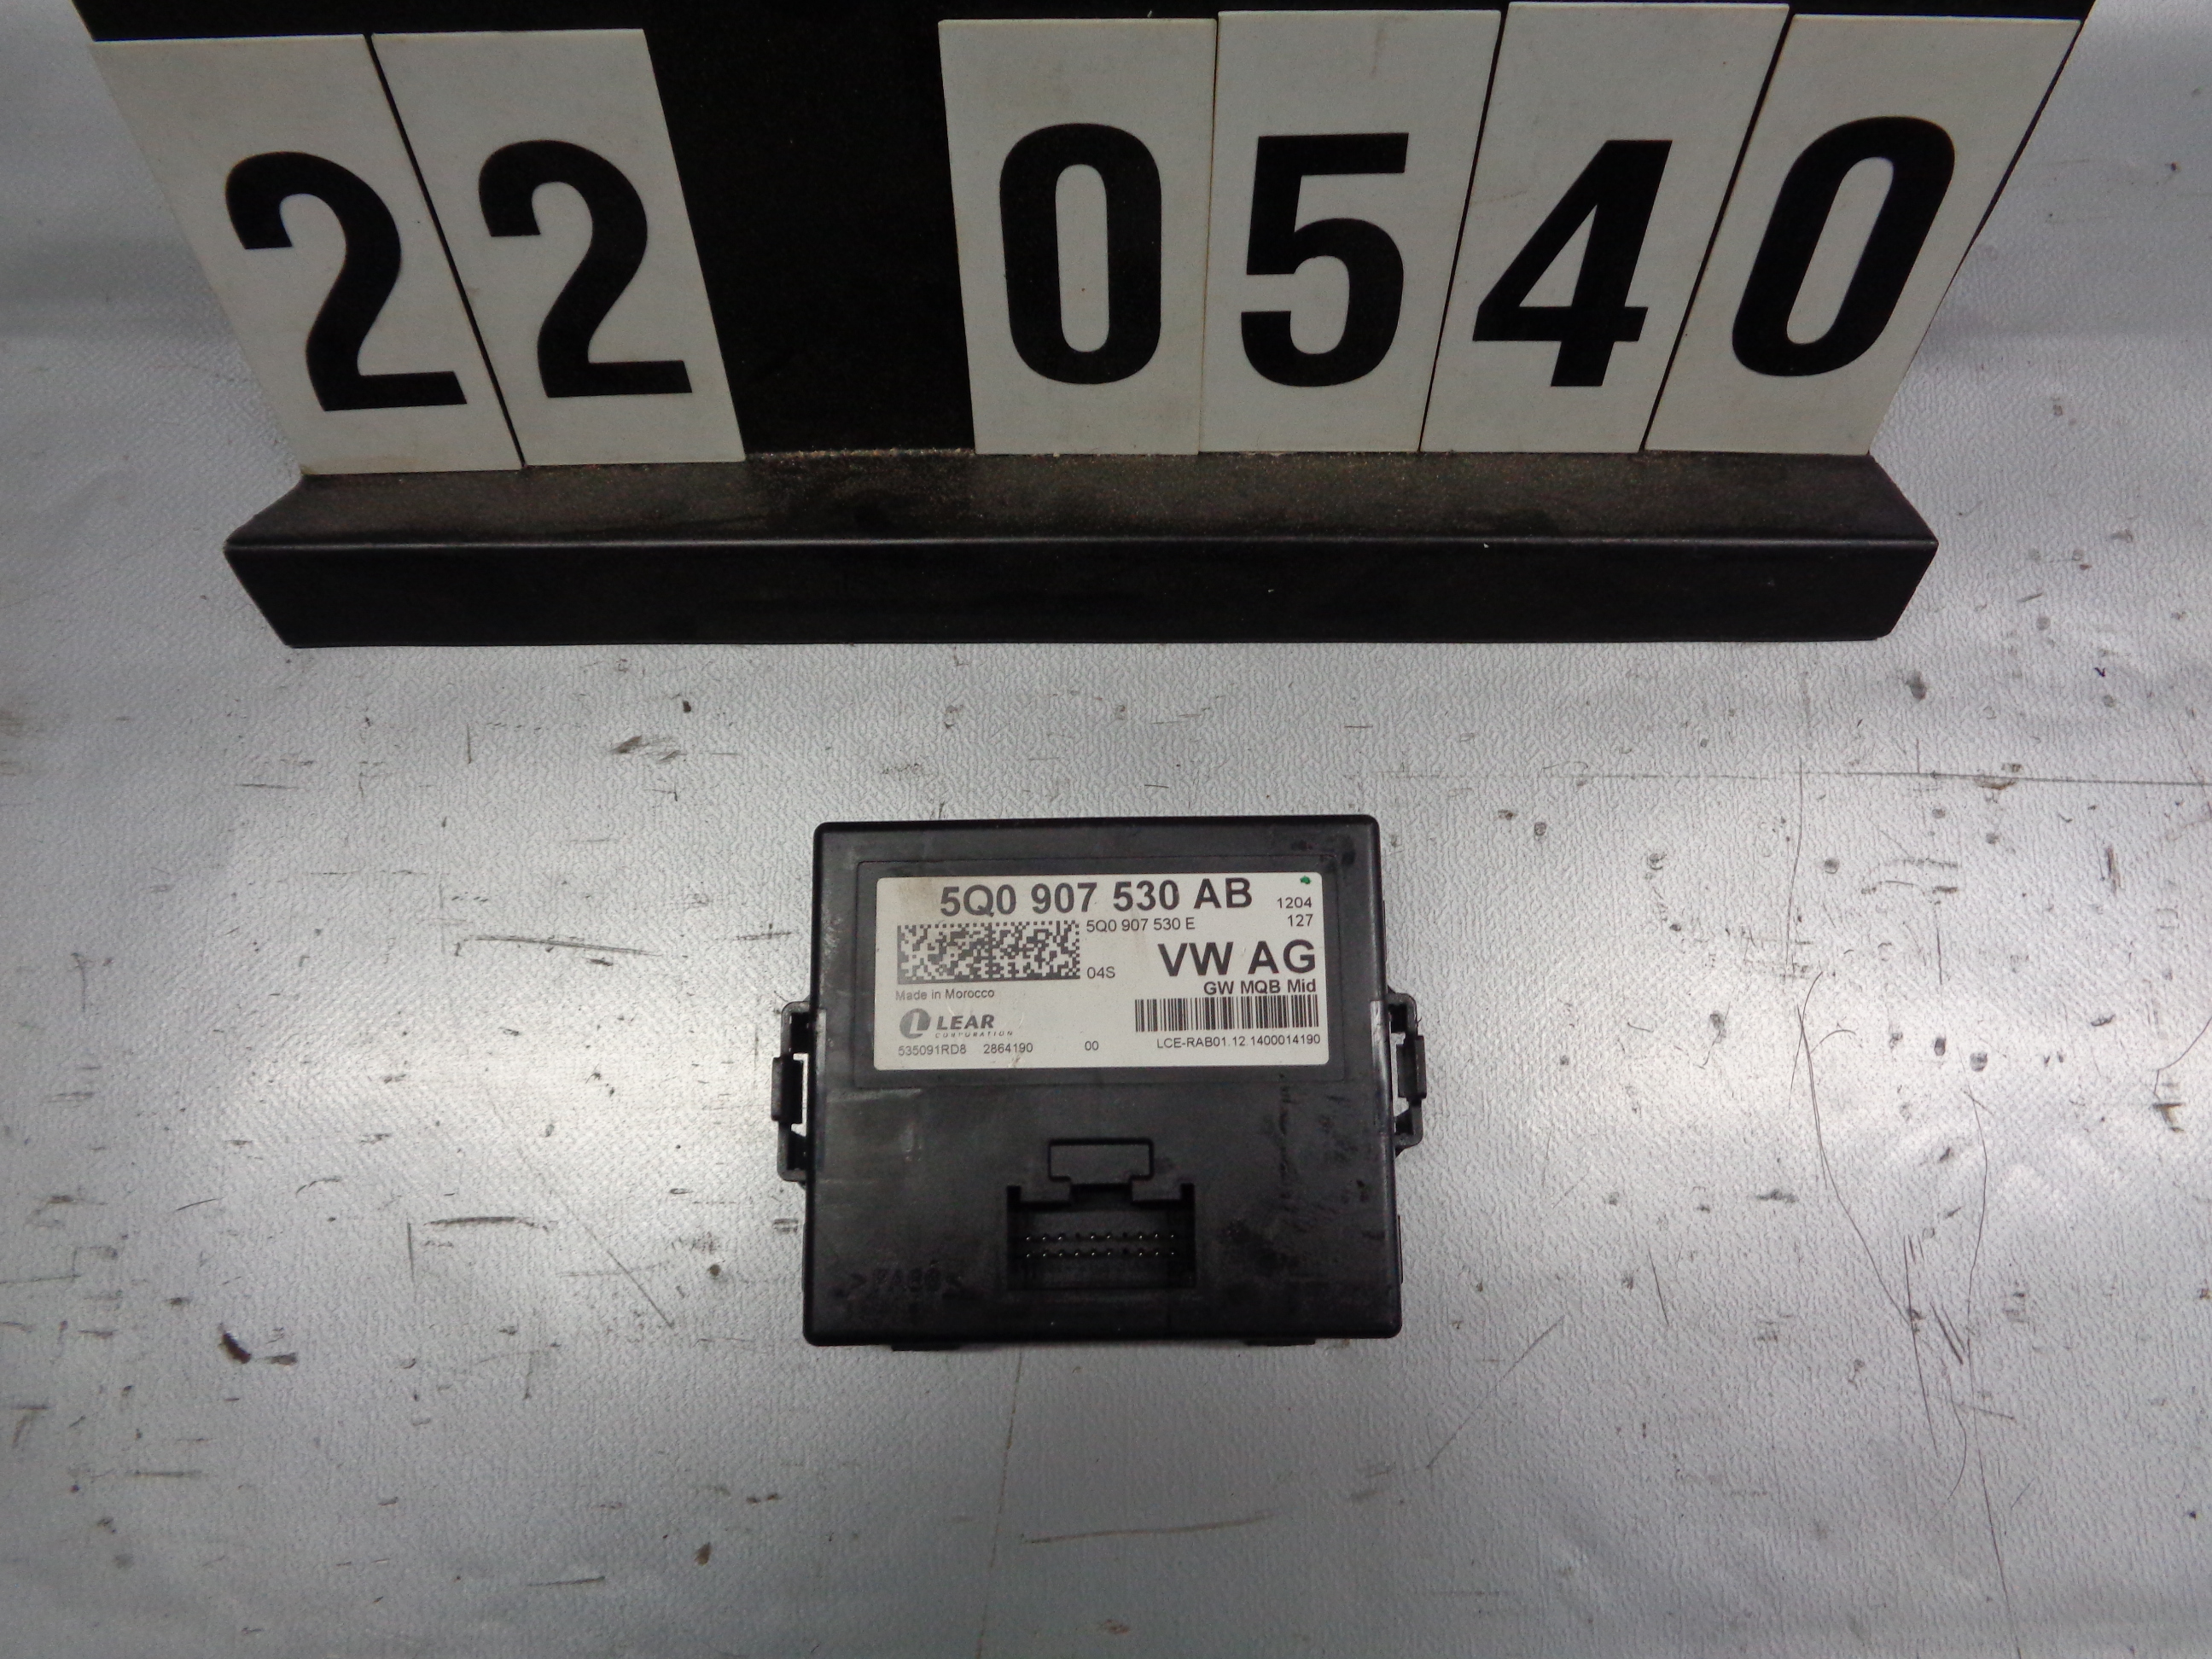 22 0540
5Q0 907 530 AB 1204
5Q0 907 530 E 127
04S VW AG
GW MQB Mid
Made in Morocco
LEAR
CORPORATION
535091RD8 2864190 00 LCE-RAB01.12.1400014190